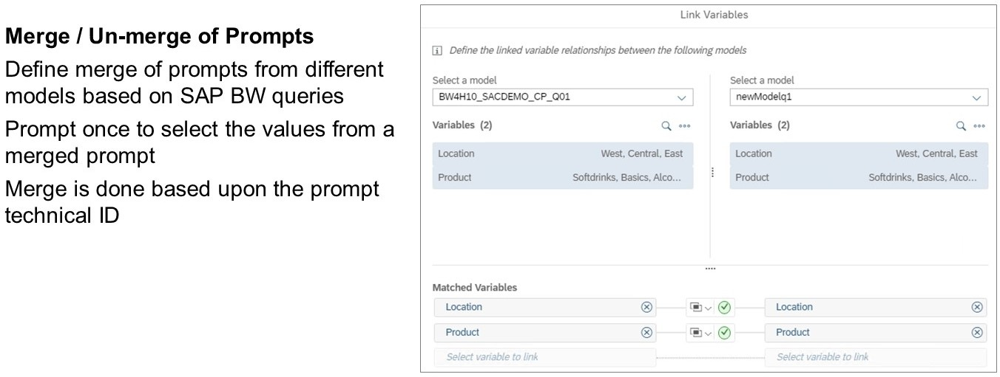 Merge / Un-merge of Prompts
Define merge of prompts from different
models based on SAP BW queries
Prompt once to select the values from a
merged prompt
Merge is done based upon the prompt
technical ID
Link Variables
Define the linked variable relationships between the following models
Select a model
BW4H10_SACDEMO_CP_Q01
Variables (2)
Location West, Central, East
Product Softdrinks, Basics, Alco...
Select a model
newModelq1
Variables (2)
Location West, Central, East
Product Softdrinks, Basics, Alco...
Matched Variables
Location Location
Product Product
Select variable to link Select variable to link